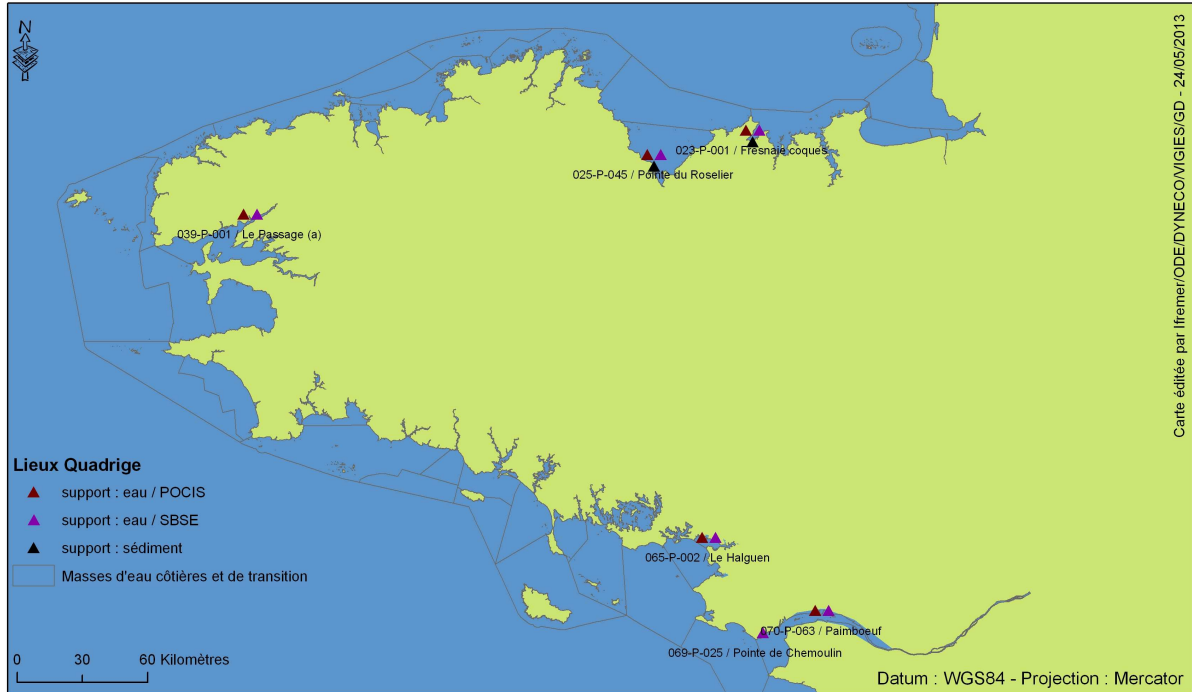 N
023-P-001 / Fresnaie coques
025-P-045 / Pointe du Roselier
039-P-001 / Le Passage (a)
Lieux Quadrige
support : eau / POCIS
support : eau / SBSE
support : sédiment
Masses d'eau côtières et de transition
065-P-002 / Le Halguen
070-P-063 / Paimboeuf
069-P-025 / Pointe de Chemoulin
0 30 60 Kilomètres
Datum : WGS84 - Projection : Mercator
Carte éditée par Ifremer/ODE/DYNECO/VIGIES/GD - 24/05/2013